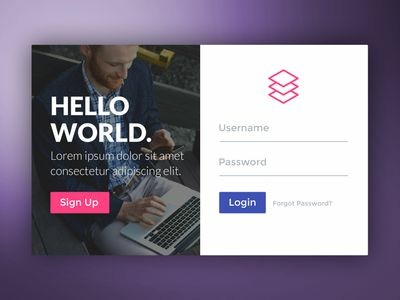 HELLO
WORLD.
Lorem ipsum dolor sit amet
consectetur adipiscing elit.
Sign Up
Username
Password
Login
Forgot Password?